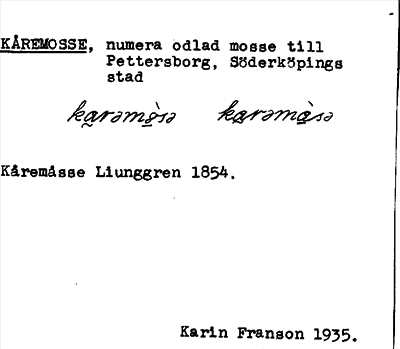 KÅREMOSSE, numera odlad mosse till
Pettersborg, Söderköpings
stad
Kåremåsse Liunggren 1854.
Karin Franson 1935.